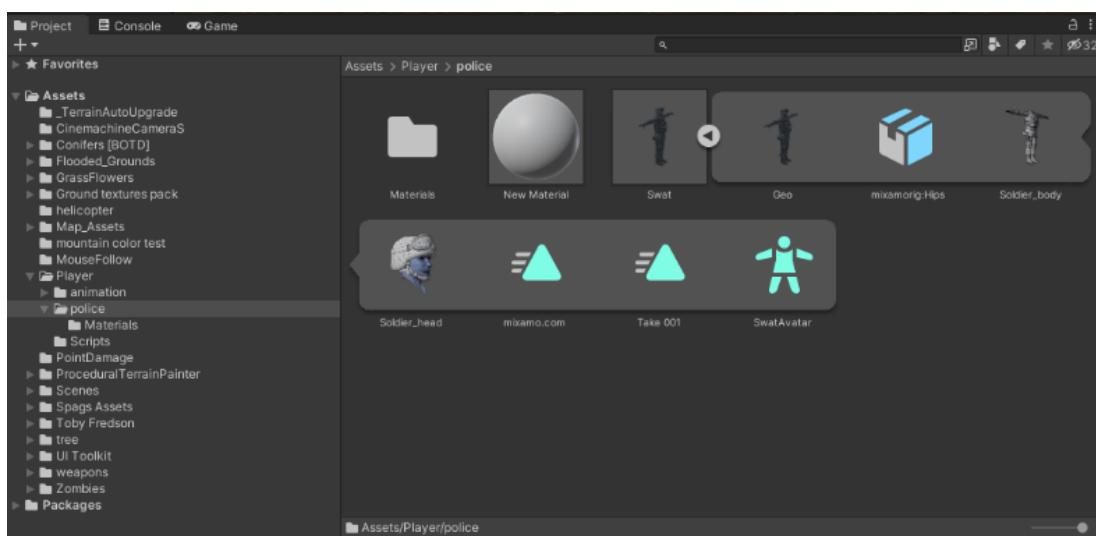 Project Console Game
32
Favorites
Assets > Player > police
Assets
_TerrainAutoUpgrade
CinemachineCameraS
Conifers [BOTD]
Flooded_Grounds
GrassFlowers
Ground textures pack
helicopter
Map_Assets
mountain color test
MouseFollow
Player
animation
police
Materials
Scripts
PointDamage
ProceduralTerrainPainter
Scenes
Spags Assets
Toby Fredson
tree
UI Toolkit
weapons
Zombies
Packages
Materials New Material Swat Geo mixamorig:Hips Soldier_body
Soldier_head mixamo.com Take 001 SwatAvatar
Assets/Player/police